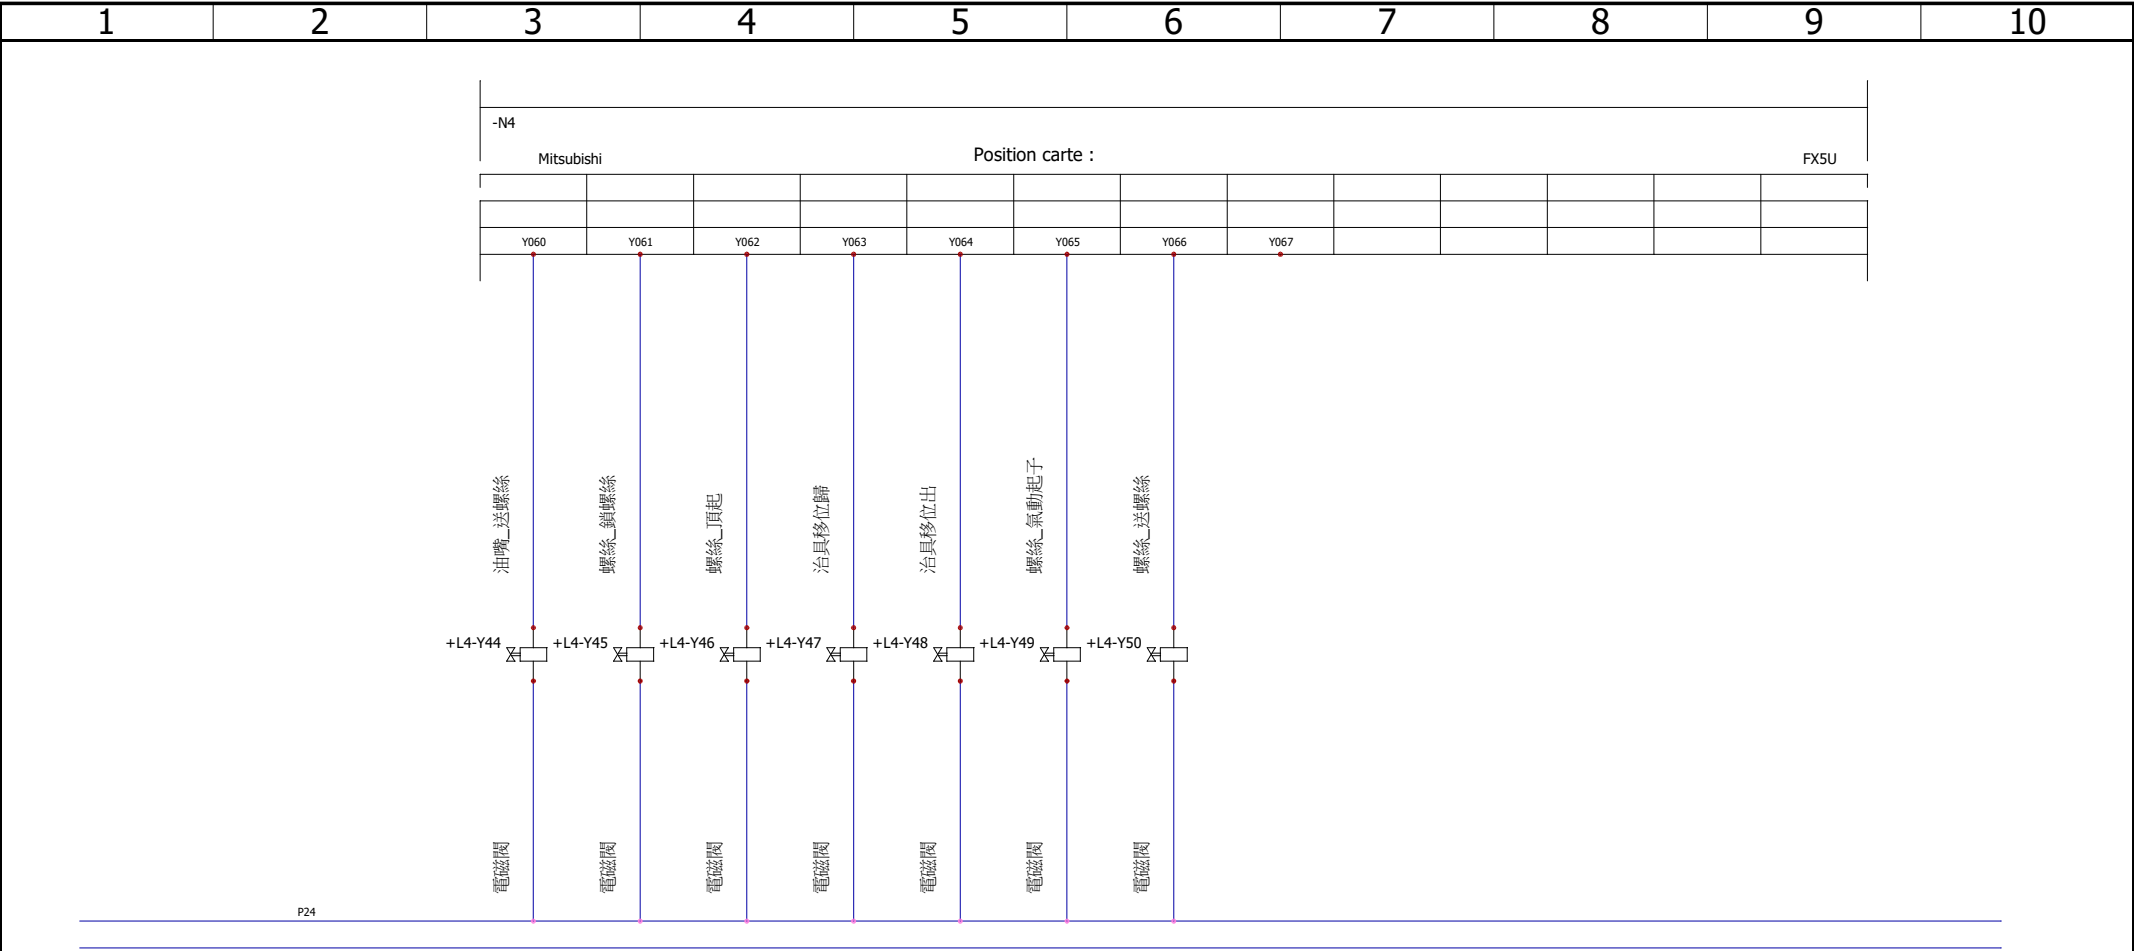 1 2 3 4 5 6 7 8 9 10
-N4
Mitsubishi Position carte : FX5U
Y060 Y061 Y062 Y063 Y064 Y065 Y066 Y067
油嘴_送螺絲
螺絲_鎖螺絲
螺絲_頂起
治具移位歸
治具移位出
螺絲_氣動起子
螺絲_送螺絲
+L4-Y44 +L4-Y45 +L4-Y46 +L4-Y47 +L4-Y48 +L4-Y49 +L4-Y50
電磁閥
電磁閥
電磁閥
電磁閥
電磁閥
電磁閥
電磁閥
P24